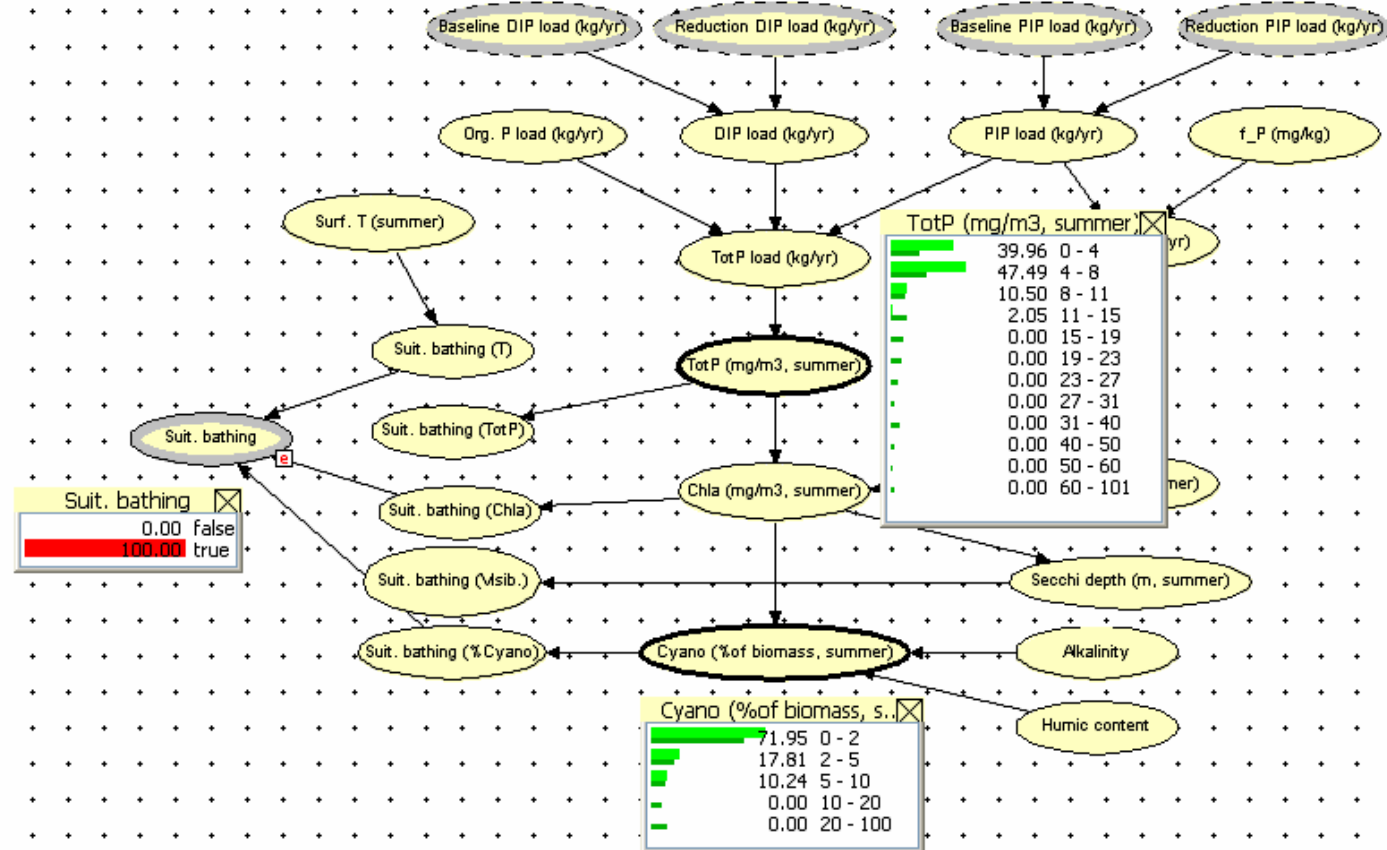 Baseline DIP load (kg/yr)
Reduction DIP load (kg/yr)
Baseline PIP load (kg/yr)
Reduction PIP load (kg/yr)
Org. P load (kg/yr)
DIP load (kg/yr)
PIP load (kg/yr)
f_P (mg/kg)
Surf. T (summer)
TotP load (kg/yr)
yr)
TotP (mg/m3, summer)
39.96 0 - 4
47.49 4 - 8
10.50 8 - 11
2.05 11 - 15
0.00 15 - 19
0.00 19 - 23
0.00 23 - 27
0.00 27 - 31
0.00 31 - 40
0.00 40 - 50
0.00 50 - 60
0.00 60 - 101
Suit. bathing (T)
TotP (mg/m3, summer)
Suit. bathing
e
Suit. bathing (TotP)
Suit. bathing
0.00 false
100.00 true
Suit. bathing (Chla)
Chla (mg/m3, summer)
mer)
Suit. bathing (Visib.)
Secchi depth (m, summer)
Suit. bathing (%Cyano)
Cyano (%of biomass, summer)
Alkalinity
Humic content
Cyano (%of biomass, s..
71.95 0 - 2
17.81 2 - 5
10.24 5 - 10
0.00 10 - 20
0.00 20 - 100